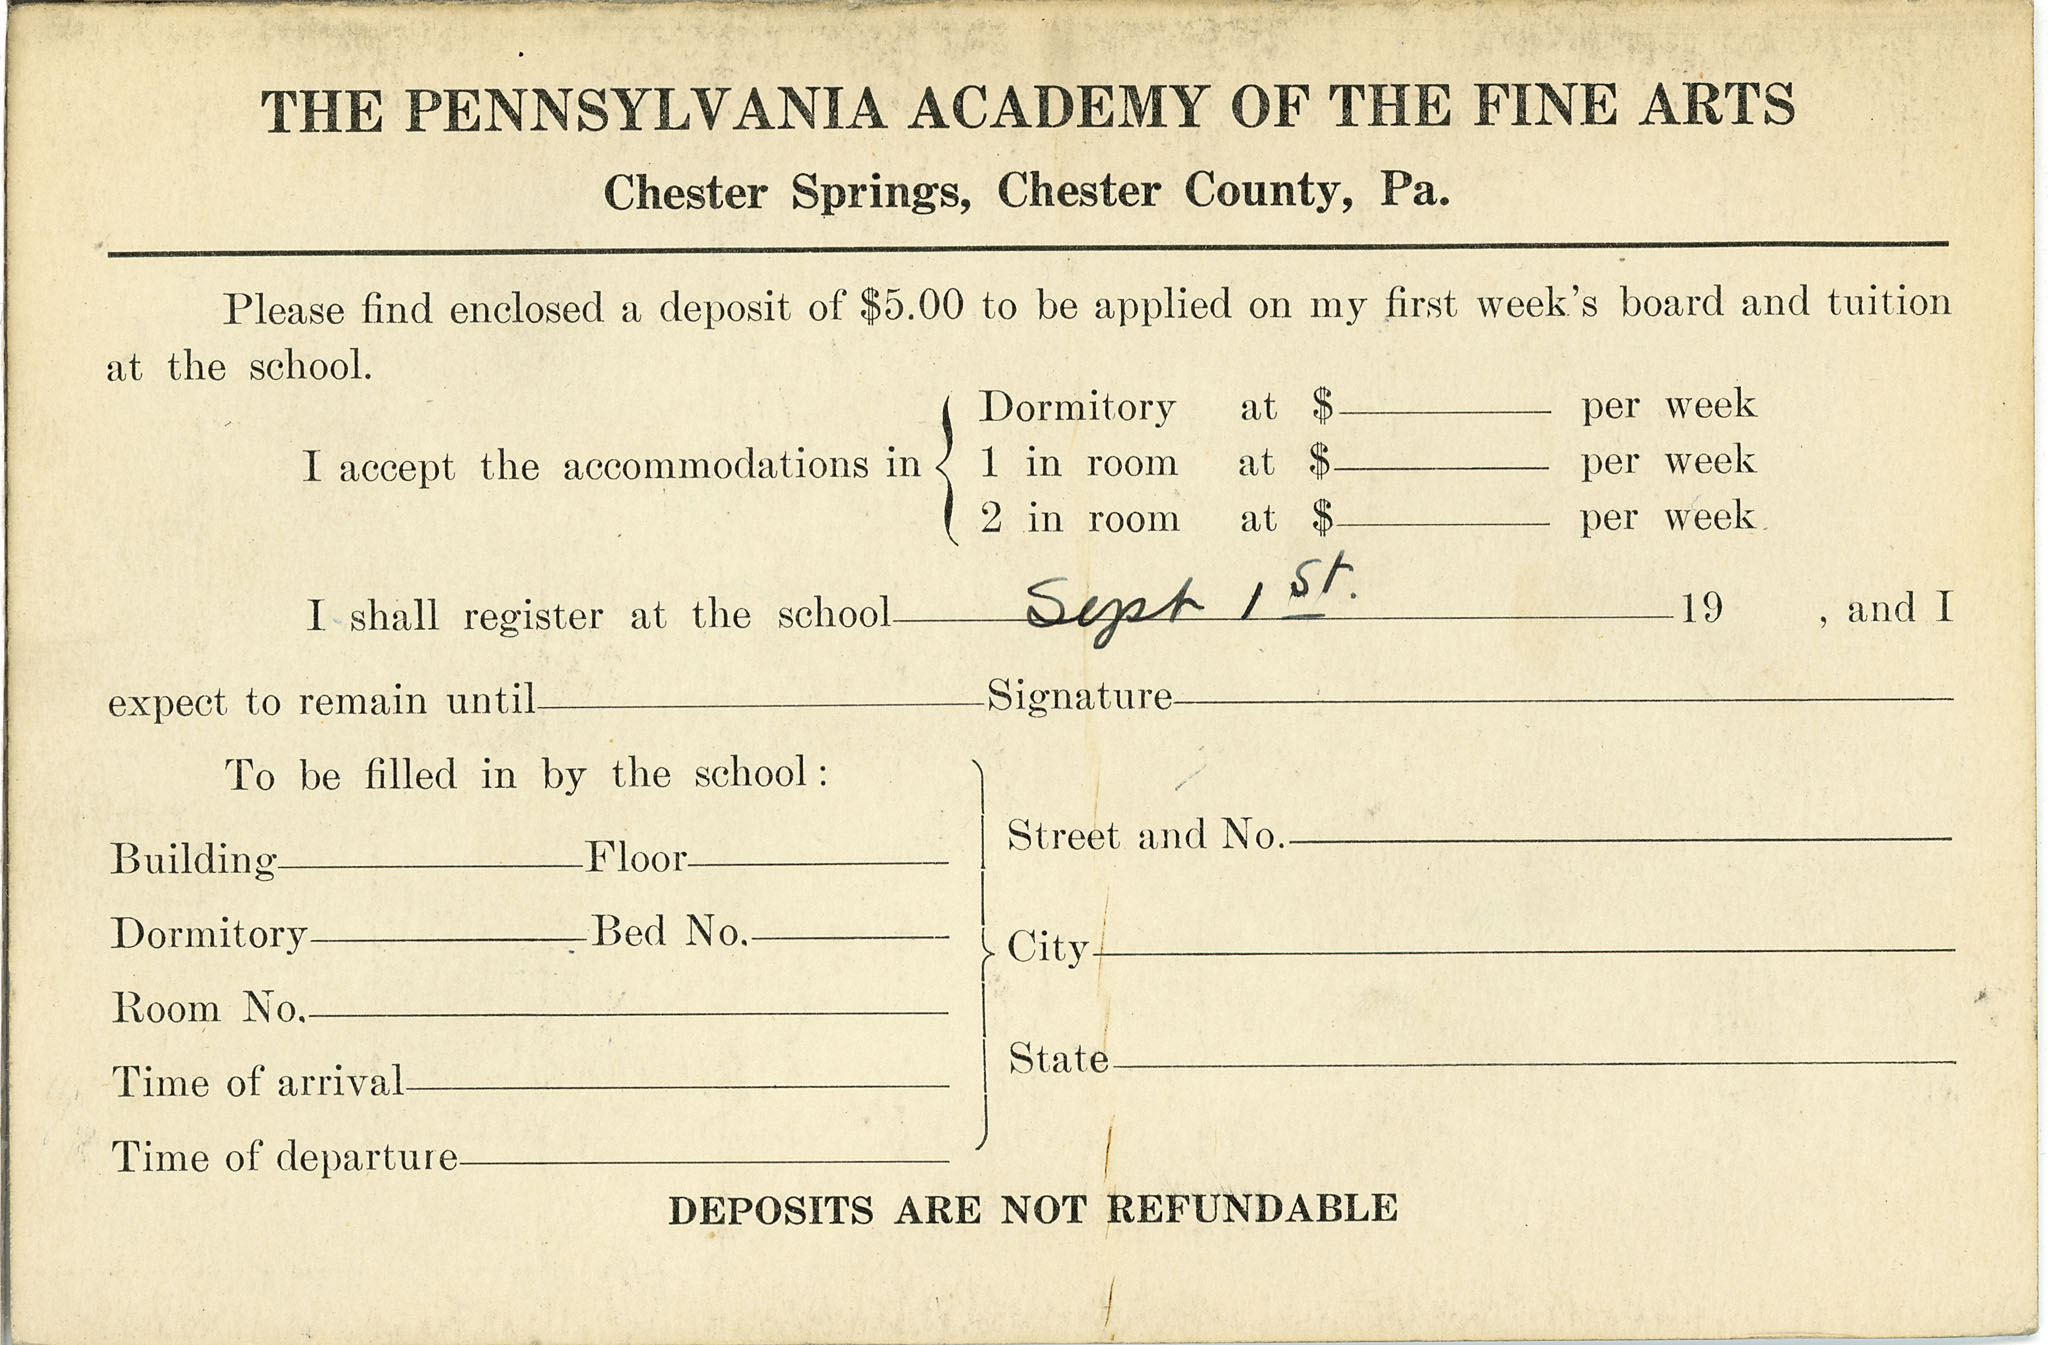 THE PENNSYLVANIA ACADEMY OF THE FINE ARTS
Chester Springs, Chester County, Pa.
Please find enclosed a deposit of $5.00 to be applied on my first week's board and tuition
at the school.
I accept the accommodations in
Dormitory at $ per week
1 in room at $ per week
2 in room at $ per week
I shall register at the school Sept 1st. 19 , and I
expect to remain until Signature
To be filled in by the school:
Building Floor
Dormitory Bed No.
Room No.
Time of arrival
Time of departure
Street and No.
City
State
DEPOSITS ARE NOT REFUNDABLE